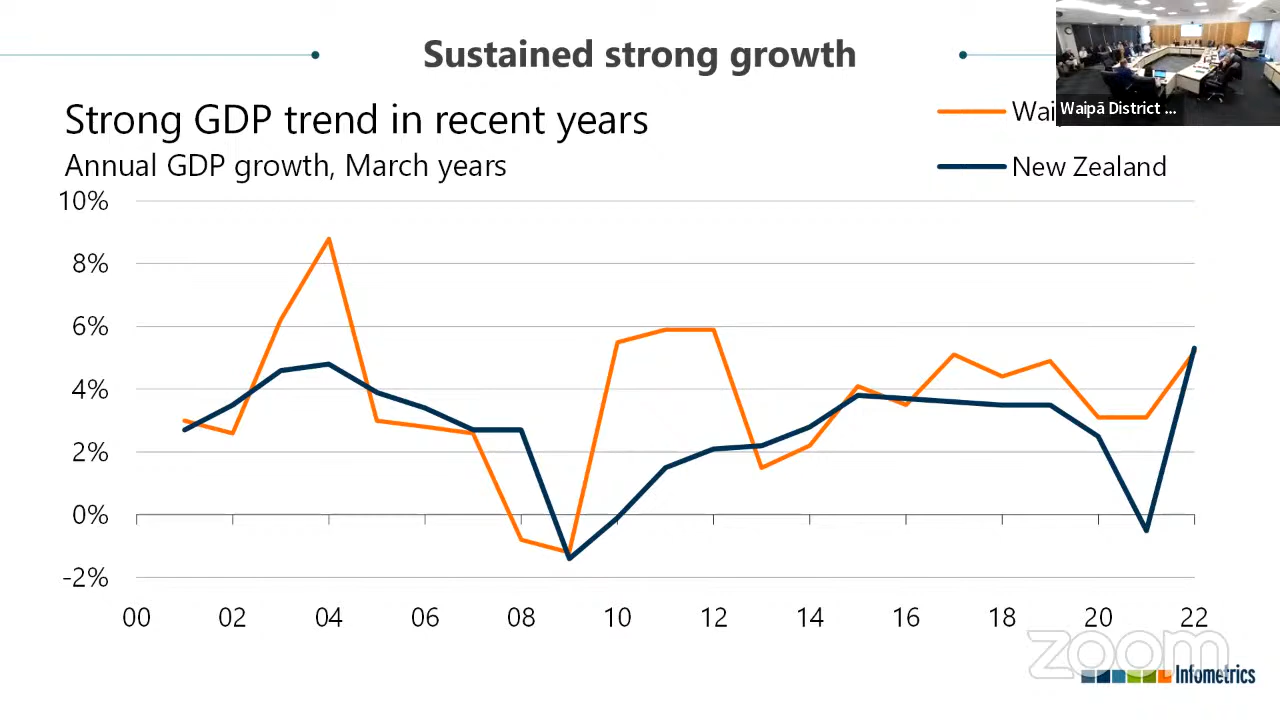 Sustained strong growth
Strong GDP trend in recent years
Annual GDP growth, March years
Wai
Waipā District ...
New Zealand
10%
8%
6%
4%
2%
0%
-2%
00 02 04 06 08 10 12 14 16 18 20 22
zoom
Infometrics